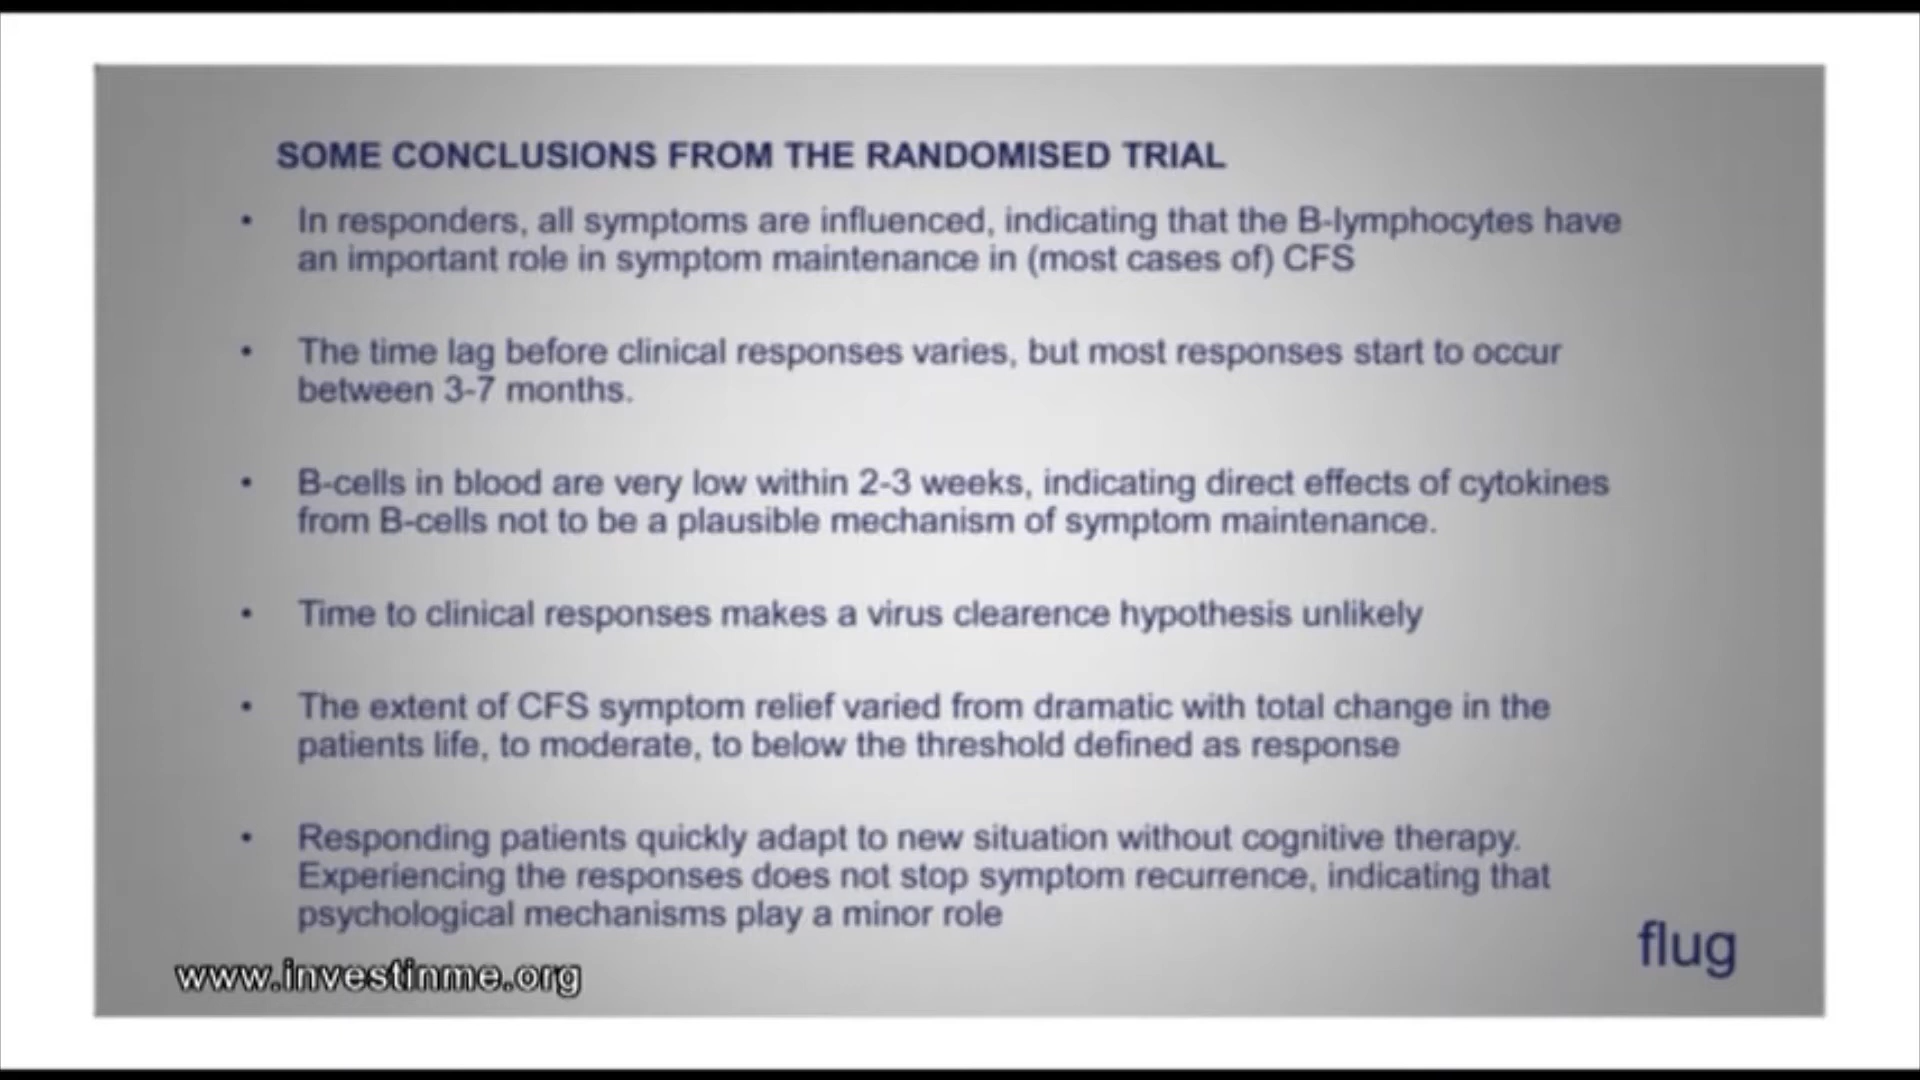 SOME CONCLUSIONS FROM THE RANDOMISED TRIAL
• In responders, all symptoms are influenced, indicating that the B-lymphocytes have
an important role in symptom maintenance in (most cases of) CFS
• The time lag before clinical responses varies, but most responses start to occur
between 3-7 months.
• B-cells in blood are very low within 2-3 weeks, indicating direct effects of cytokines
from B-cells not to be a plausible mechanism of symptom maintenance.
• Time to clinical responses makes a virus clearence hypothesis unlikely
• The extent of CFS symptom relief varied from dramatic with total change in the
patients life, to moderate, to below the threshold defined as response
• Responding patients quickly adapt to new situation without cognitive therapy.
Experiencing the responses does not stop symptom recurrence, indicating that
psychological mechanisms play a minor role
flug
www.investinme.org